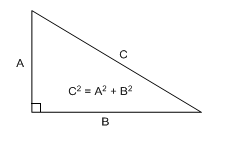 C
A
C² = A² + B²
B